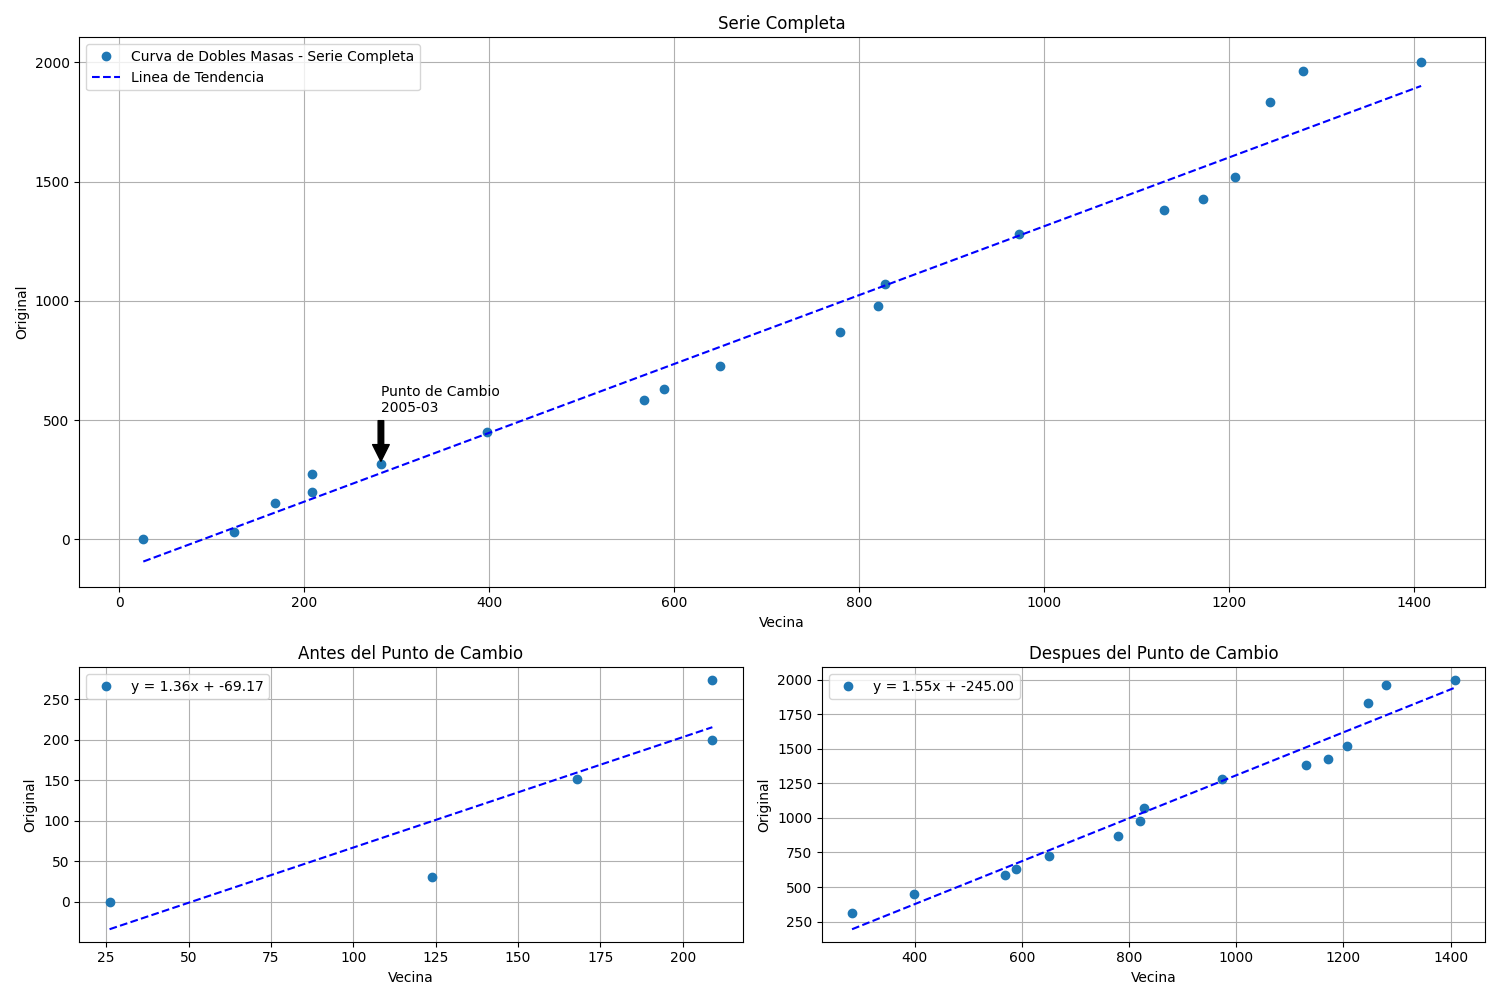 Serie Completa
Curva de Dobles Masas - Serie Completa
Linea de Tendencia
2000
1500
1000
500
0
Original
Punto de Cambio
2005-03
0 200 400 600 800 1000 1200 1400
Vecina
Antes del Punto de Cambio
y = 1.36x + -69.17
250
200
150
100
50
0
Original
25 50 75 100 125 150 175 200
Vecina
Despues del Punto de Cambio
y = 1.55x + -245.00
2000
1750
1500
1250
1000
750
500
250
Original
400 600 800 1000 1200 1400
Vecina